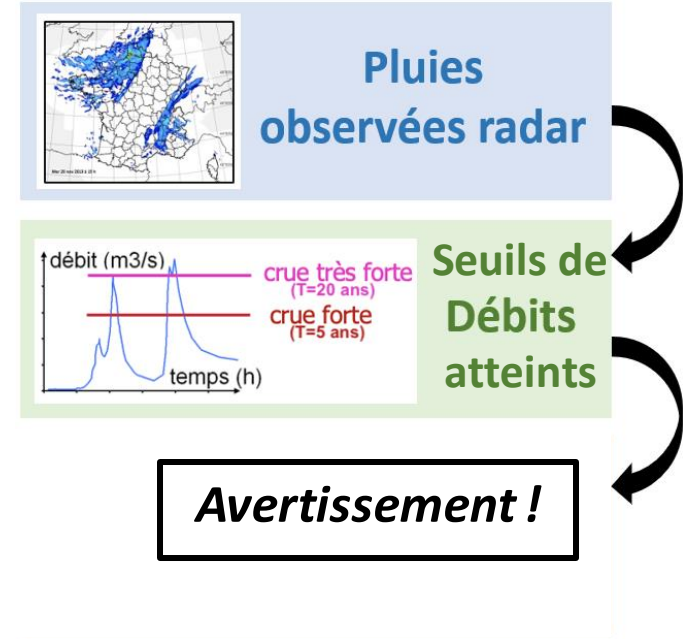 Pluies
observées radar
débit (m3/s)
crue très forte
(T=20 ans)
crue forte
(T=5 ans)
temps (h)
Seuils de
Débits
atteints
Avertissement !